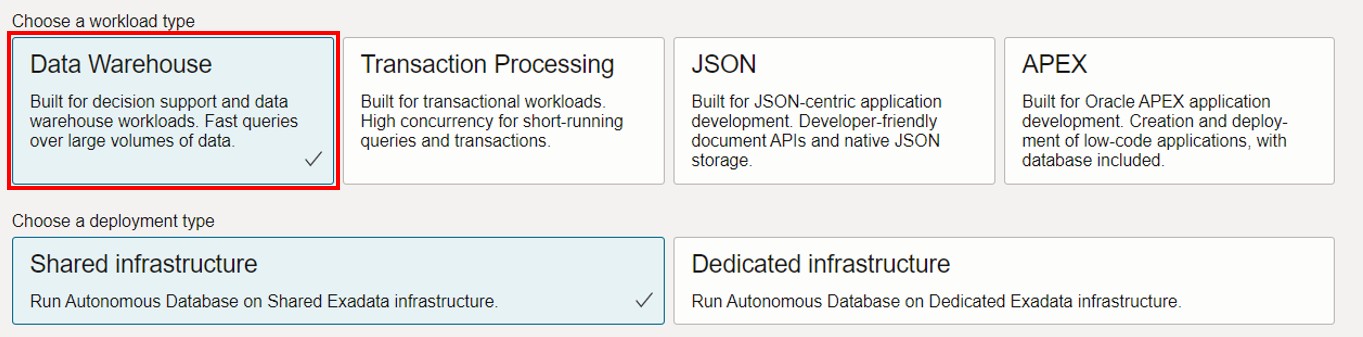 Choose a workload type
Data Warehouse
Built for decision support and data
warehouse workloads. Fast queries
over large volumes of data.
Transaction Processing
Built for transactional workloads.
High concurrency for short-running
queries and transactions.
JSON
Built for JSON-centric application
development. Developer-friendly
document APIs and native JSON
storage.
APEX
Built for Oracle APEX application
development. Creation and deploy-
ment of low-code applications, with
database included.
Choose a deployment type
Shared infrastructure
Run Autonomous Database on Shared Exadata infrastructure.
Dedicated infrastructure
Run Autonomous Database on Dedicated Exadata infrastructure.